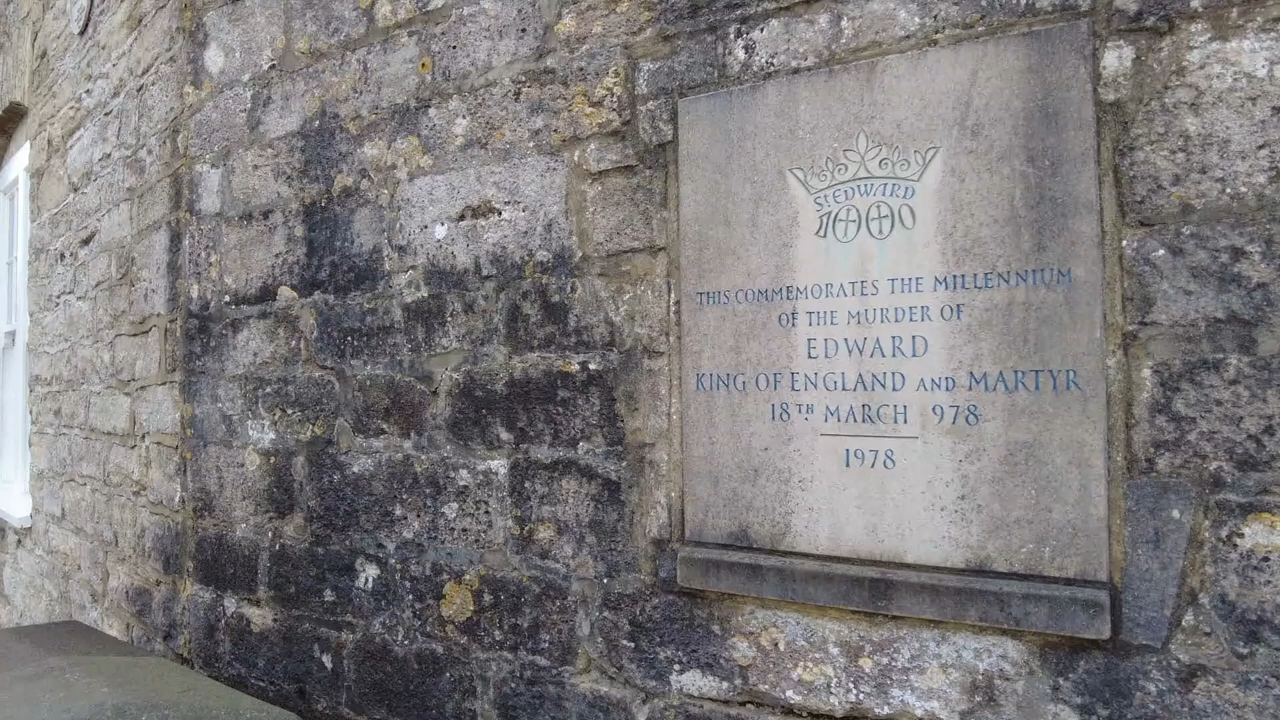 St EDWARD
1000
THIS COMMEMORATES THE MILLENNIUM
OF THE MURDER OF
EDWARD
KING OF ENGLAND AND MARTYR
18TH MARCH 978
1978